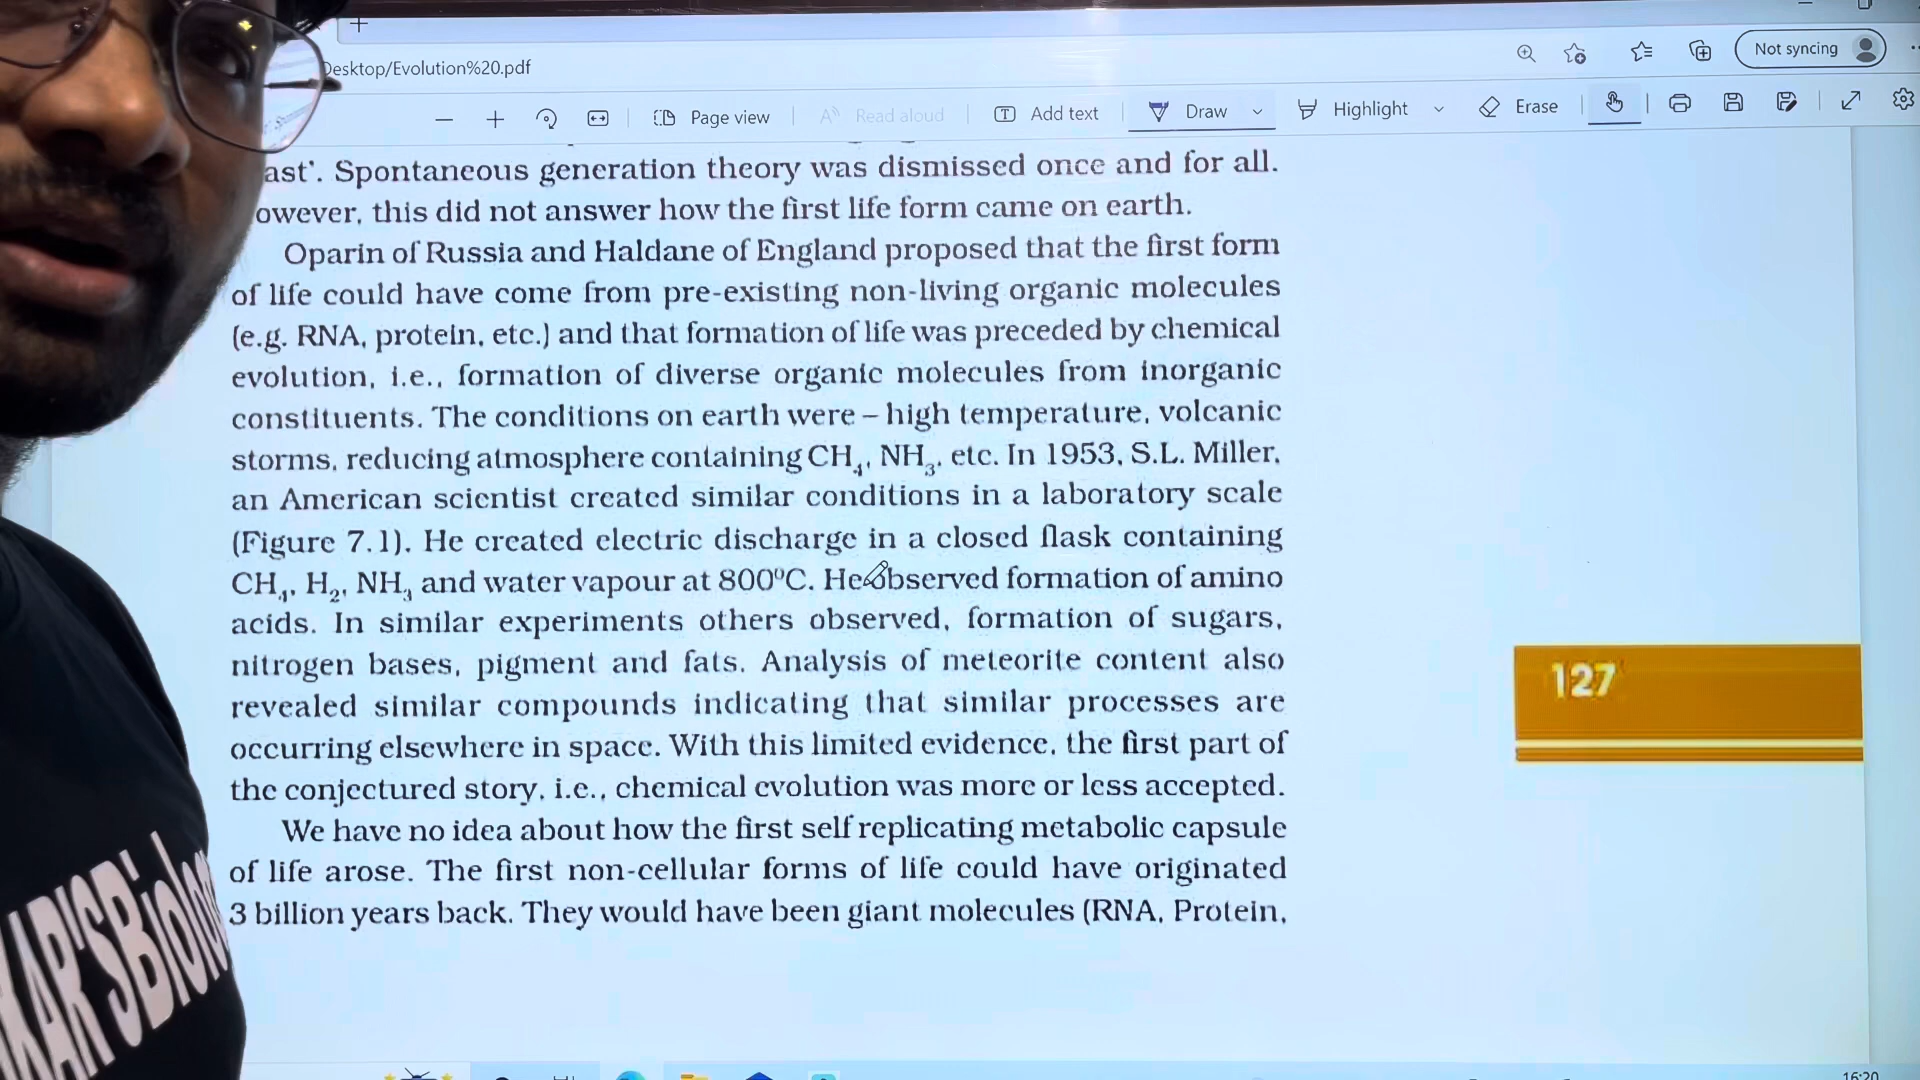 Desktop/Evolution%20.pdf
Not syncing
Page view
Read aloud
Add text
Draw
Highlight
Erase
ast'. Spontaneous generation theory was dismissed once and for all.
owever, this did not answer how the first life form came on earth.
Oparin of Russia and Haldane of England proposed that the first form
of life could have come from pre-existing non-living organic molecules
(e.g. RNA, protein, etc.) and that formation of life was preceded by chemical
evolution, i.e., formation of diverse organic molecules from inorganic
constituents. The conditions on earth were – high temperature, volcanic
storms, reducing atmosphere containing CH₄, NH₃, etc. In 1953, S.L. Miller,
an American scientist created similar conditions in a laboratory scale
(Figure 7.1). He created electric discharge in a closed flask containing
CH₄, H₂, NH₃ and water vapour at 800⁰C. He observed formation of amino
acids. In similar experiments others observed, formation of sugars,
nitrogen bases, pigment and fats. Analysis of meteorite content also
revealed similar compounds indicating that similar processes are
occurring elsewhere in space. With this limited evidence, the first part of
the conjectured story, i.e., chemical evolution was more or less accepted.
We have no idea about how the first self replicating metabolic capsule
of life arose. The first non-cellular forms of life could have originated
3 billion years back. They would have been giant molecules (RNA, Protein,
127
KAR'S Biolo
16:20